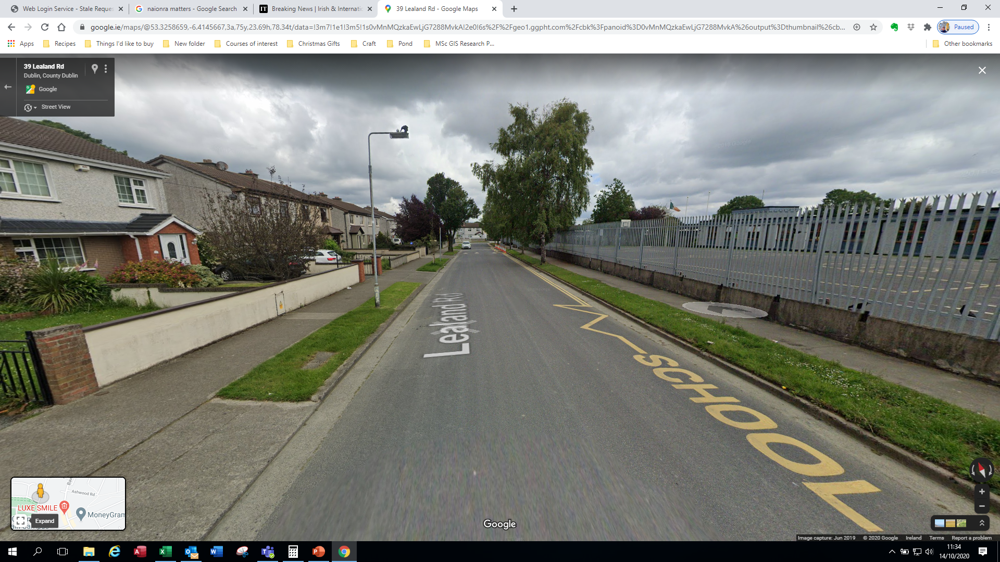 Web Login Service - Stale Reques
naionra matters - Google Search
IT
Breaking News | Irish & Internatio
39 Lealand Rd - Google Maps
google.ie/maps/@53.3258659,-6.4145667,3a,75y,23.69h,78.34t/data=!3m7!1e1!3m5!1s0vMnMQzkaEwLjG7288MvkA!2e0!6s%2F%2Fgeo1.ggpht.com%2Fcbk%3Fpanoid%3D0vMnMQzkaEwLjG7288MvkA%26output%3Dthumbnail%26cb...
Paused
Apps
Recipes
Things I'd like to buy
New folder
Courses of interest
Christmas Gifts
Craft
Pond
MSc GIS Research P...
Other bookmarks
39 Lealand Rd
Dublin, County Dublin
Google
Street View
Lealand Rd
SCHOOL
Ashwood Rd
LUXE SMILE
MoneyGram
Expand
Google
Image capture: Jun 2019 © 2020 Google Ireland Terms Report a problem
11:34
14/10/2020